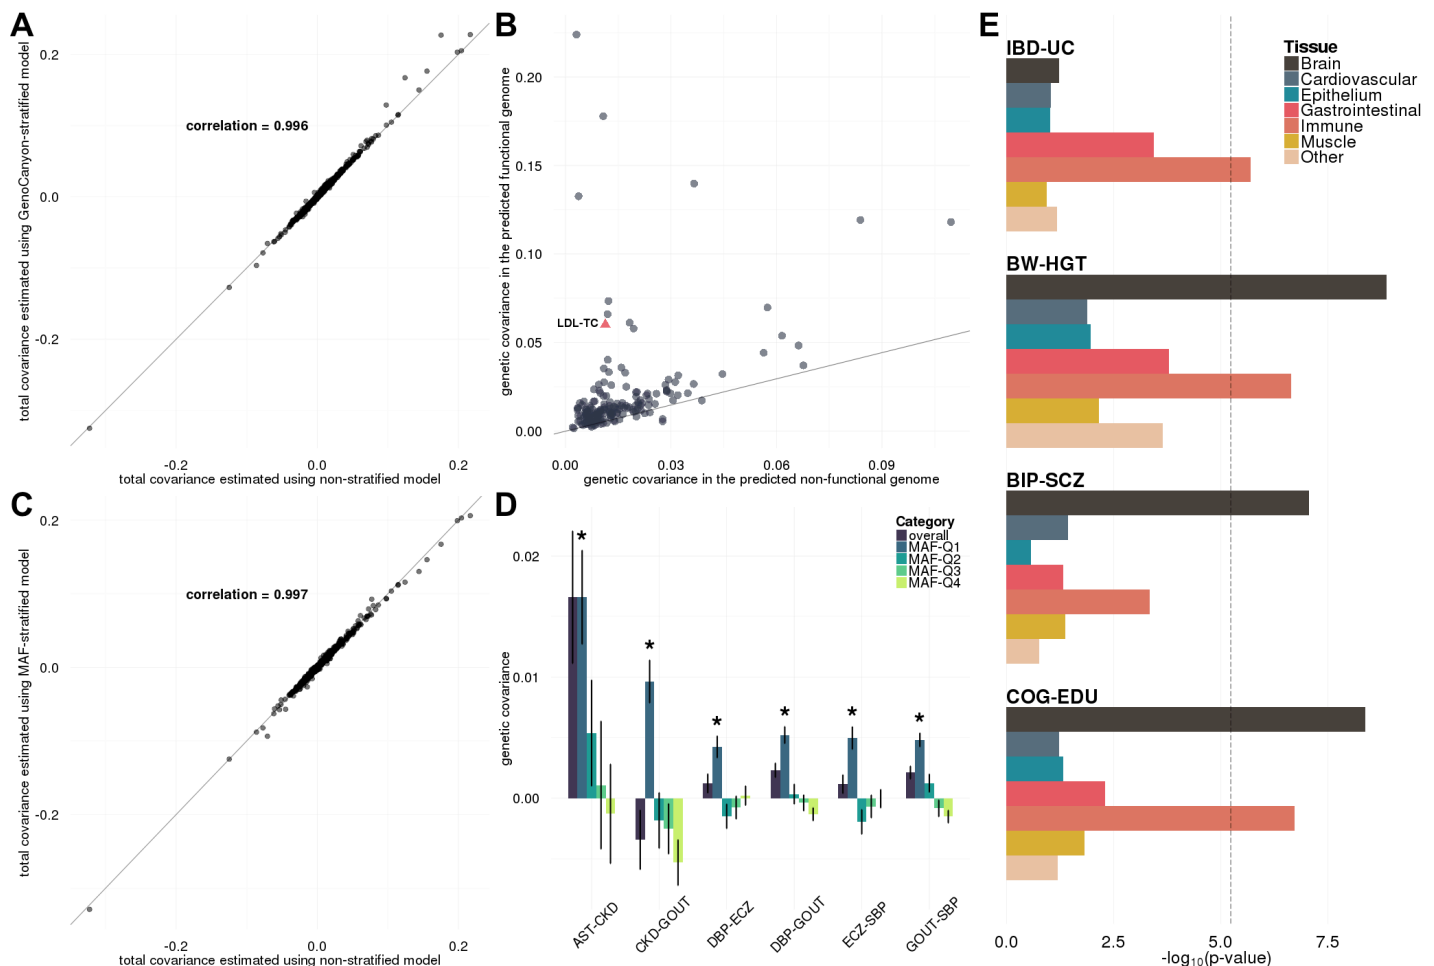 A
total covariance estimated using GenoCanyon-stratified model
0.2
0.0
-0.2
correlation = 0.996
-0.2
0.0
0.2
total covariance estimated using non-stratified model
B
genetic covariance in the predicted functional genome
0.20
0.15
0.10
0.05
0.00
LDL-TC
0.00
0.03
0.06
0.09
genetic covariance in the predicted non-functional genome
C
total covariance estimated using MAF-stratified model
0.2
0.0
-0.2
correlation = 0.997
-0.2
0.0
0.2
total covariance estimated using non-stratified model
D
genetic covariance
0.02
0.01
0.00
*
*
*
*
*
*
Category
overall
MAF-Q1
MAF-Q2
MAF-Q3
MAF-Q4
AST-CKD
CKD-GOUT
DBP-ECZ
DBP-GOUT
ECZ-SBP
GOUT-SBP
E
IBD-UC
BW-HGT
BIP-SCZ
COG-EDU
Tissue
Brain
Cardiovascular
Epithelium
Gastrointestinal
Immune
Muscle
Other
0.0
2.5
5.0
7.5
-log₁₀(p-value)